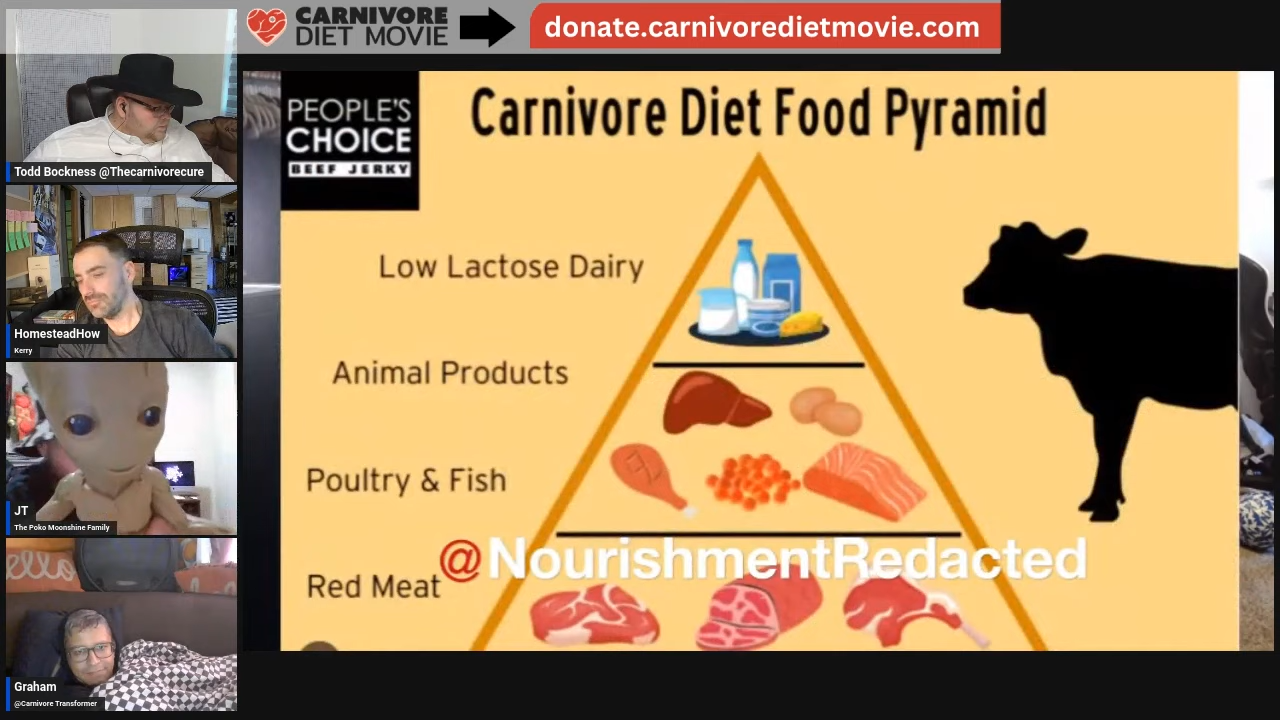 CARNIVORE
DIET MOVIE
donate.carnivoredietmovie.com
Todd Bockness @Thecarnivorecure
HomesteadHow
Kerry
JT
The Poko Moonshine Family
Graham
@Carnivore Transformer
PEOPLE'S
CHOICE
BEEF JERKY
Carnivore Diet Food Pyramid
Low Lactose Dairy
Animal Products
Poultry & Fish
@NourishmentRedacted
Red Meat